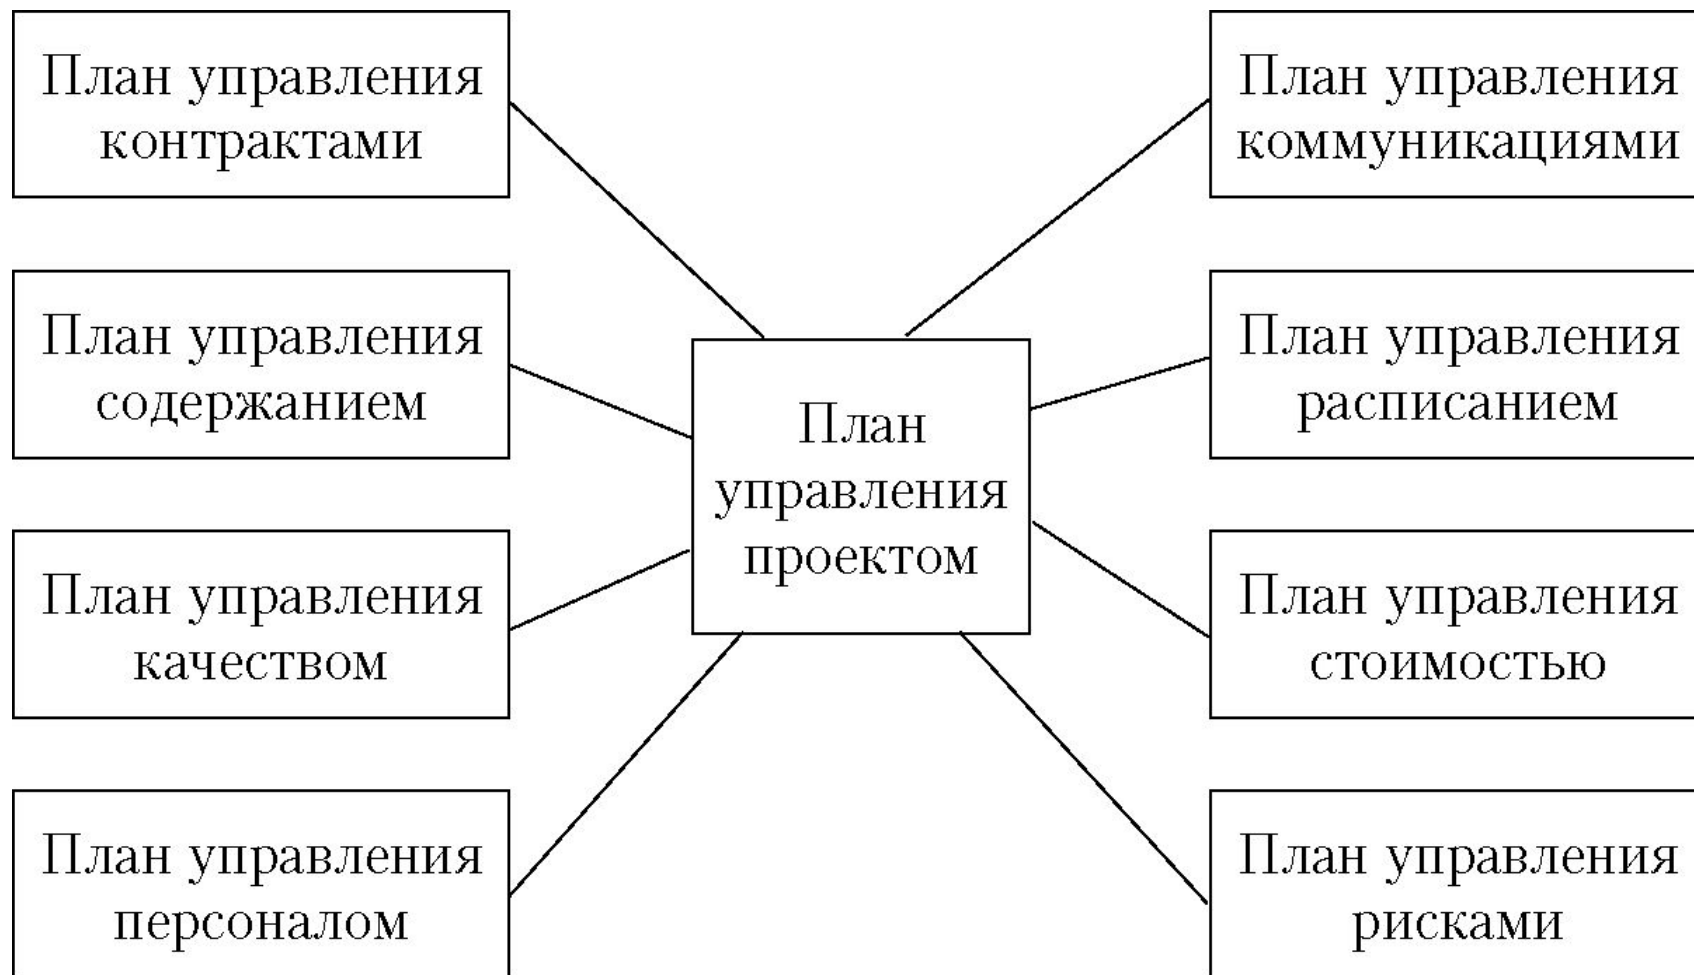 План управления
контрактами
План управления
коммуникациями
План управления
содержанием
План управления
расписанием
План
управления
проектом
План управления
качеством
План управления
стоимостью
План управления
персоналом
План управления
рисками